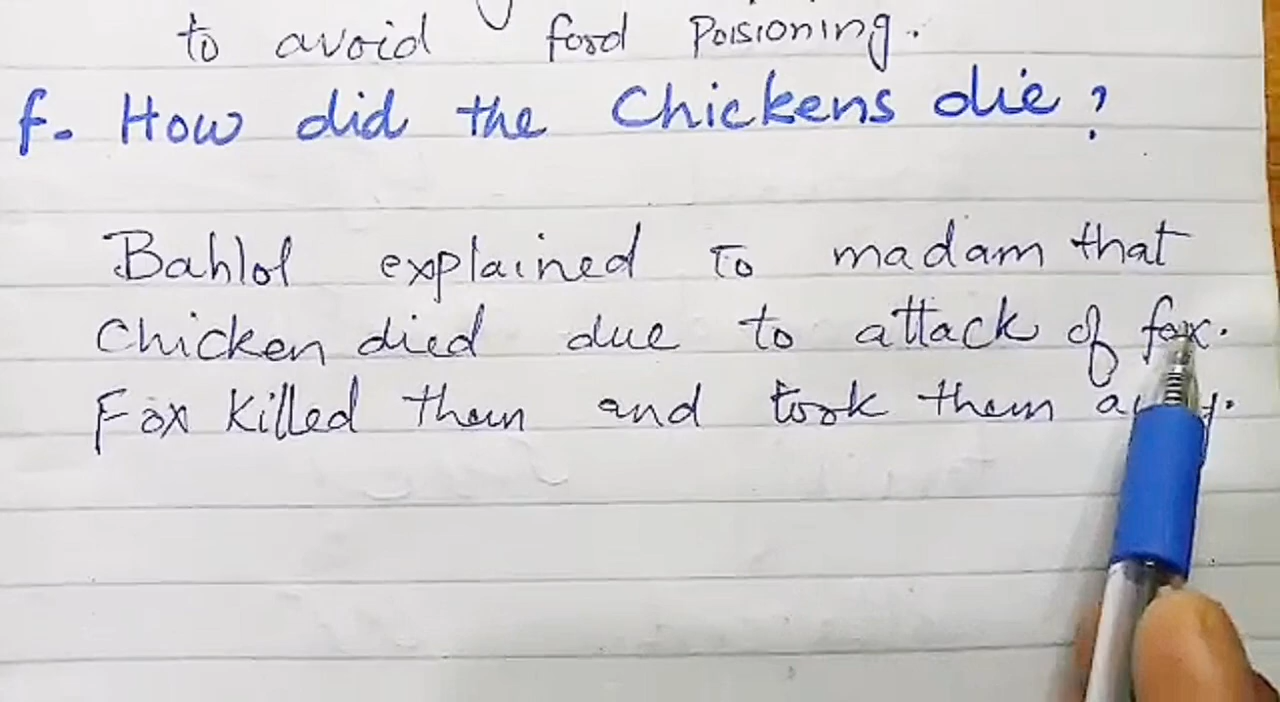 to avoid food Poisioning.
f. How did the Chickens die?
Bahlol explained to madam that
Chicken died due to attack of fox.
Fox killed them and took them